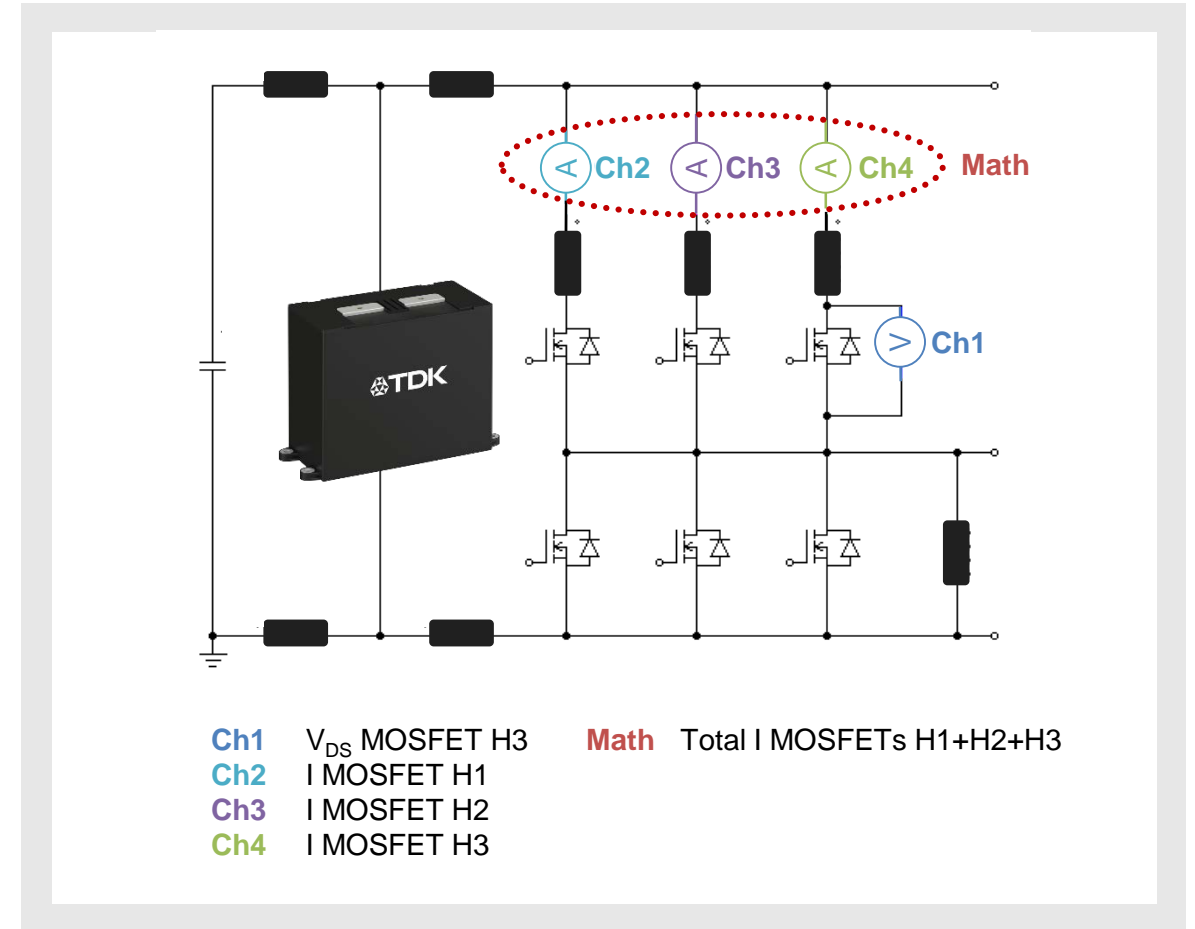 A Ch2 A Ch3 A Ch4 Math
V Ch1
TDK
Ch1 V_DS MOSFET H3 Math Total I MOSFETs H1+H2+H3
Ch2 I MOSFET H1
Ch3 I MOSFET H2
Ch4 I MOSFET H3